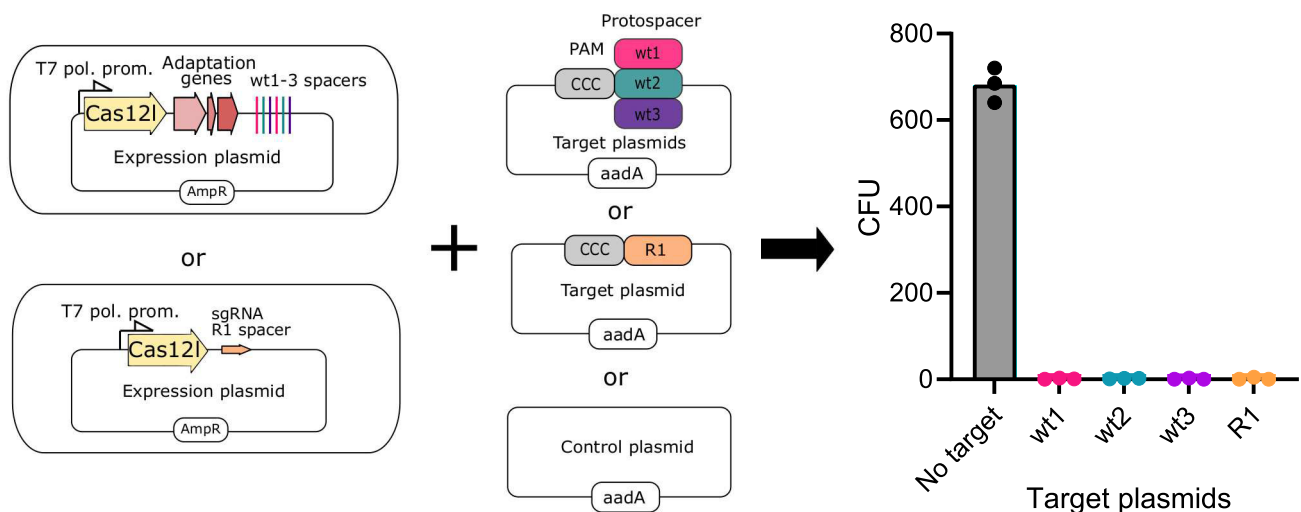 T7 pol. prom.
Adaptation
genes
wt1-3 spacers
Cas12l
Expression plasmid
AmpR
or
T7 pol. prom.
sgRNA
R1 spacer
Cas12l
Expression plasmid
AmpR
+
Protospacer
PAM
wt1
CCC
wt2
wt3
Target plasmids
aadA
or
CCC
R1
Target plasmid
aadA
or
Control plasmid
aadA
CFU
800
600
400
200
0
No target
wt1
wt2
wt3
R1
Target plasmids